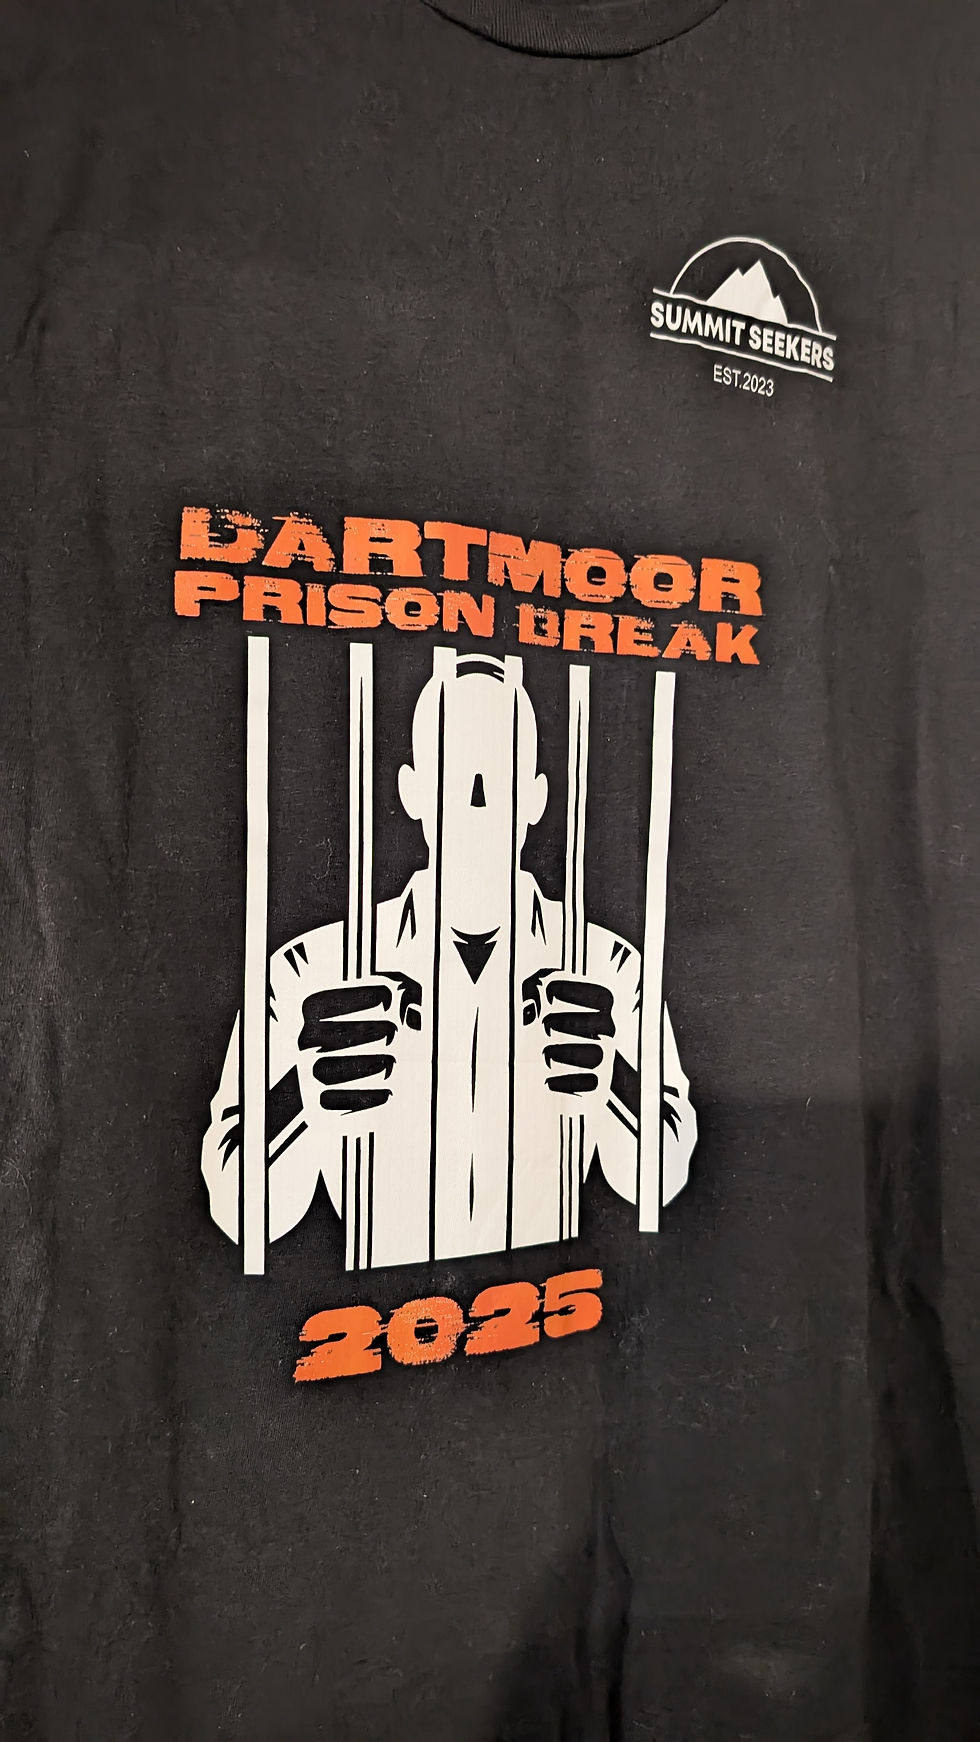 SUMMIT SEEKERS
EST.2023
DARTMOOR
PRISON BREAK
2025